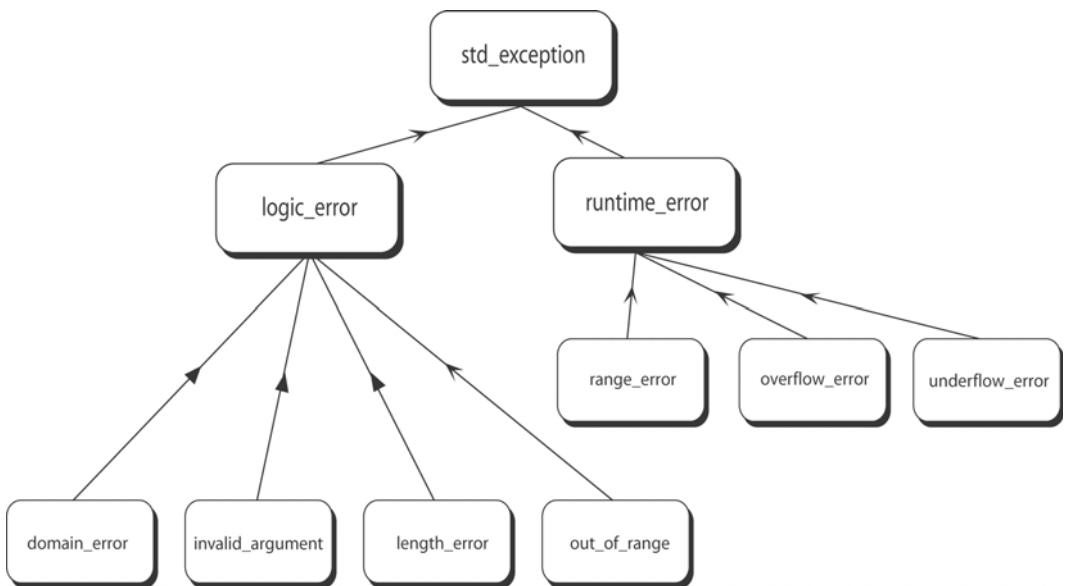 std_exception
logic_error
runtime_error
range_error
overflow_error
underflow_error
domain_error
invalid_argument
length_error
out_of_range